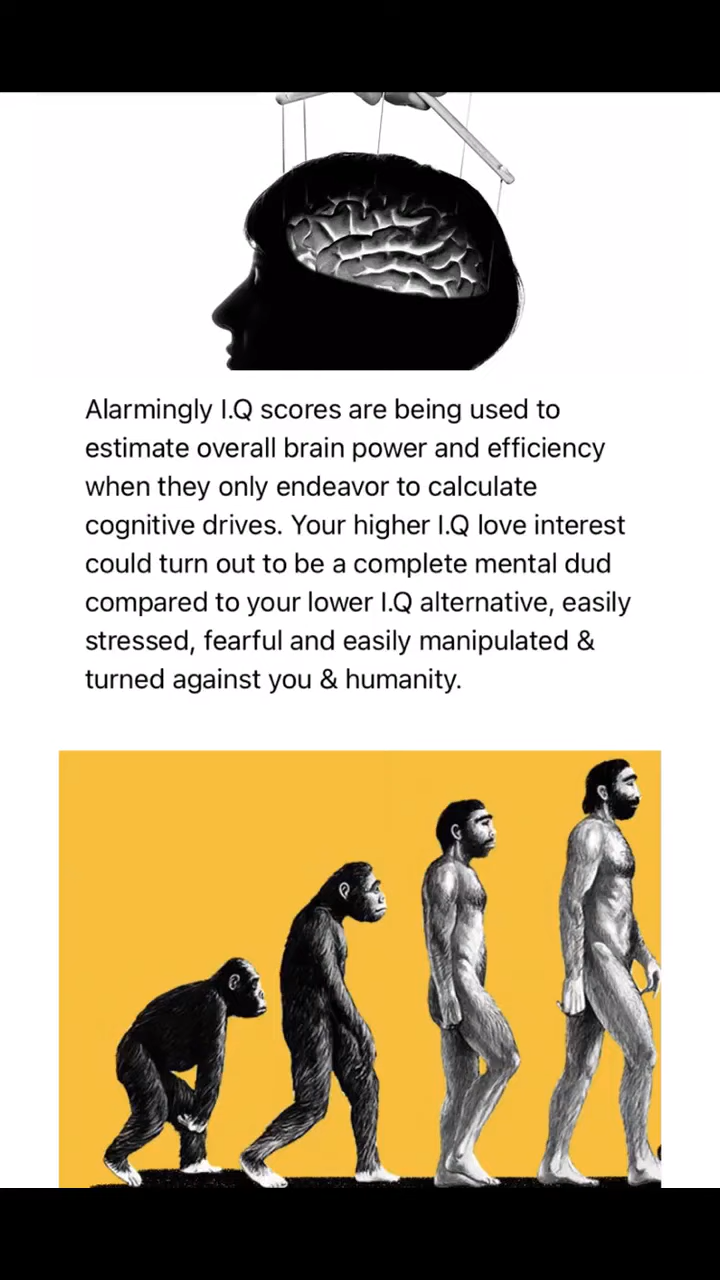 Alarmingly I.Q scores are being used to
estimate overall brain power and efficiency
when they only endeavor to calculate
cognitive drives. Your higher I.Q love interest
could turn out to be a complete mental dud
compared to your lower I.Q alternative, easily
stressed, fearful and easily manipulated &
turned against you & humanity.